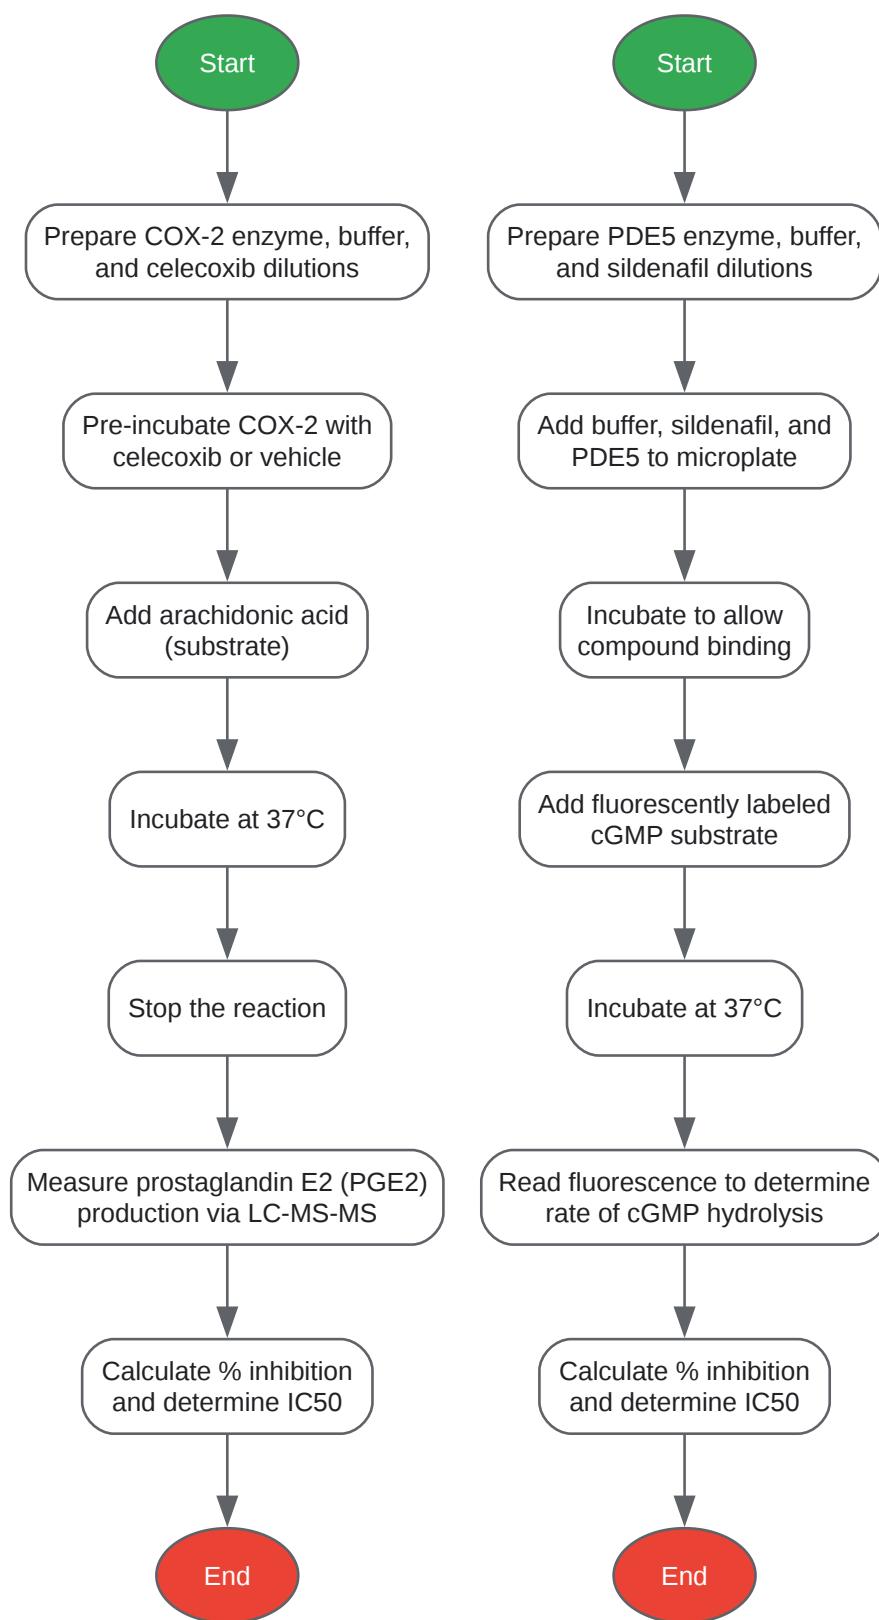 Start
Prepare COX-2 enzyme, buffer,
and celecoxib dilutions
Pre-incubate COX-2 with
celecoxib or vehicle
Add arachidonic acid
(substrate)
Incubate at 37°C
Stop the reaction
Measure prostaglandin E2 (PGE2)
production via LC-MS-MS
Calculate % inhibition
and determine IC50
End
Start
Prepare PDE5 enzyme, buffer,
and sildenafil dilutions
Add buffer, sildenafil, and
PDE5 to microplate
Incubate to allow
compound binding
Add fluorescently labeled
cGMP substrate
Incubate at 37°C
Read fluorescence to determine
rate of cGMP hydrolysis
Calculate % inhibition
and determine IC50
End